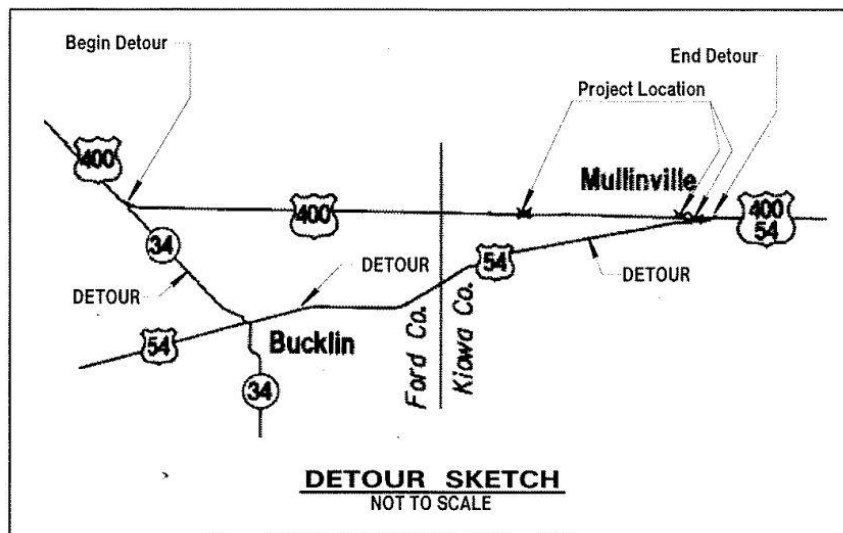 Begin Detour
End Detour
Project Location
400
Mullinville
400
400
54
34
54
DETOUR
DETOUR
DETOUR
54
Bucklin
Ford Co.
Kiowa Co.
34
DETOUR SKETCH
NOT TO SCALE